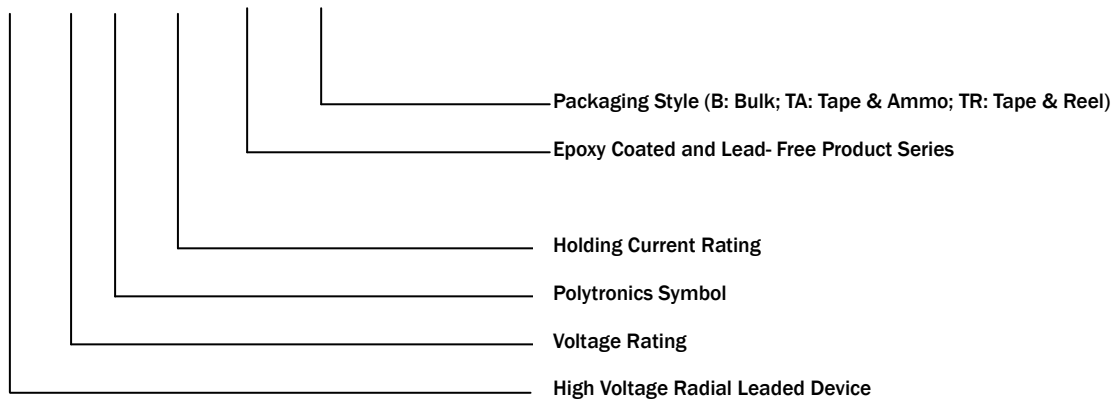 Packaging Style (B: Bulk; TA: Tape & Ammo; TR: Tape & Reel)
Epoxy Coated and Lead- Free Product Series
Holding Current Rating
Polytronics Symbol
Voltage Rating
High Voltage Radial Leaded Device